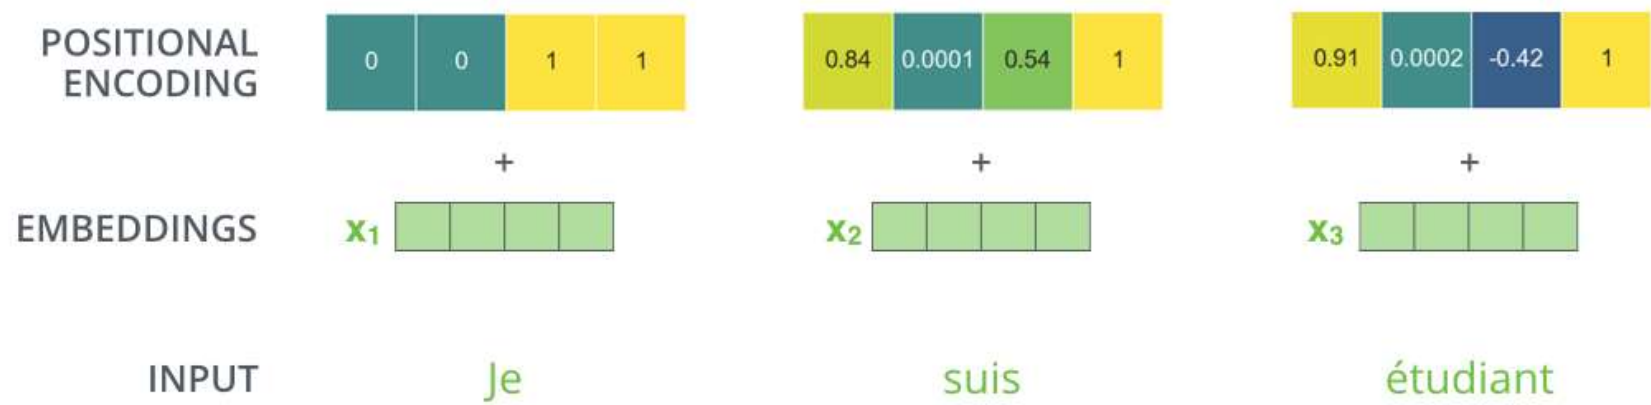 POSITIONAL
ENCODING
0 0 1 1
0.84 0.0001 0.54 1
0.91 0.0002 -0.42 1
+ + +
EMBEDDINGS x1 x2 x3
INPUT Je suis étudiant